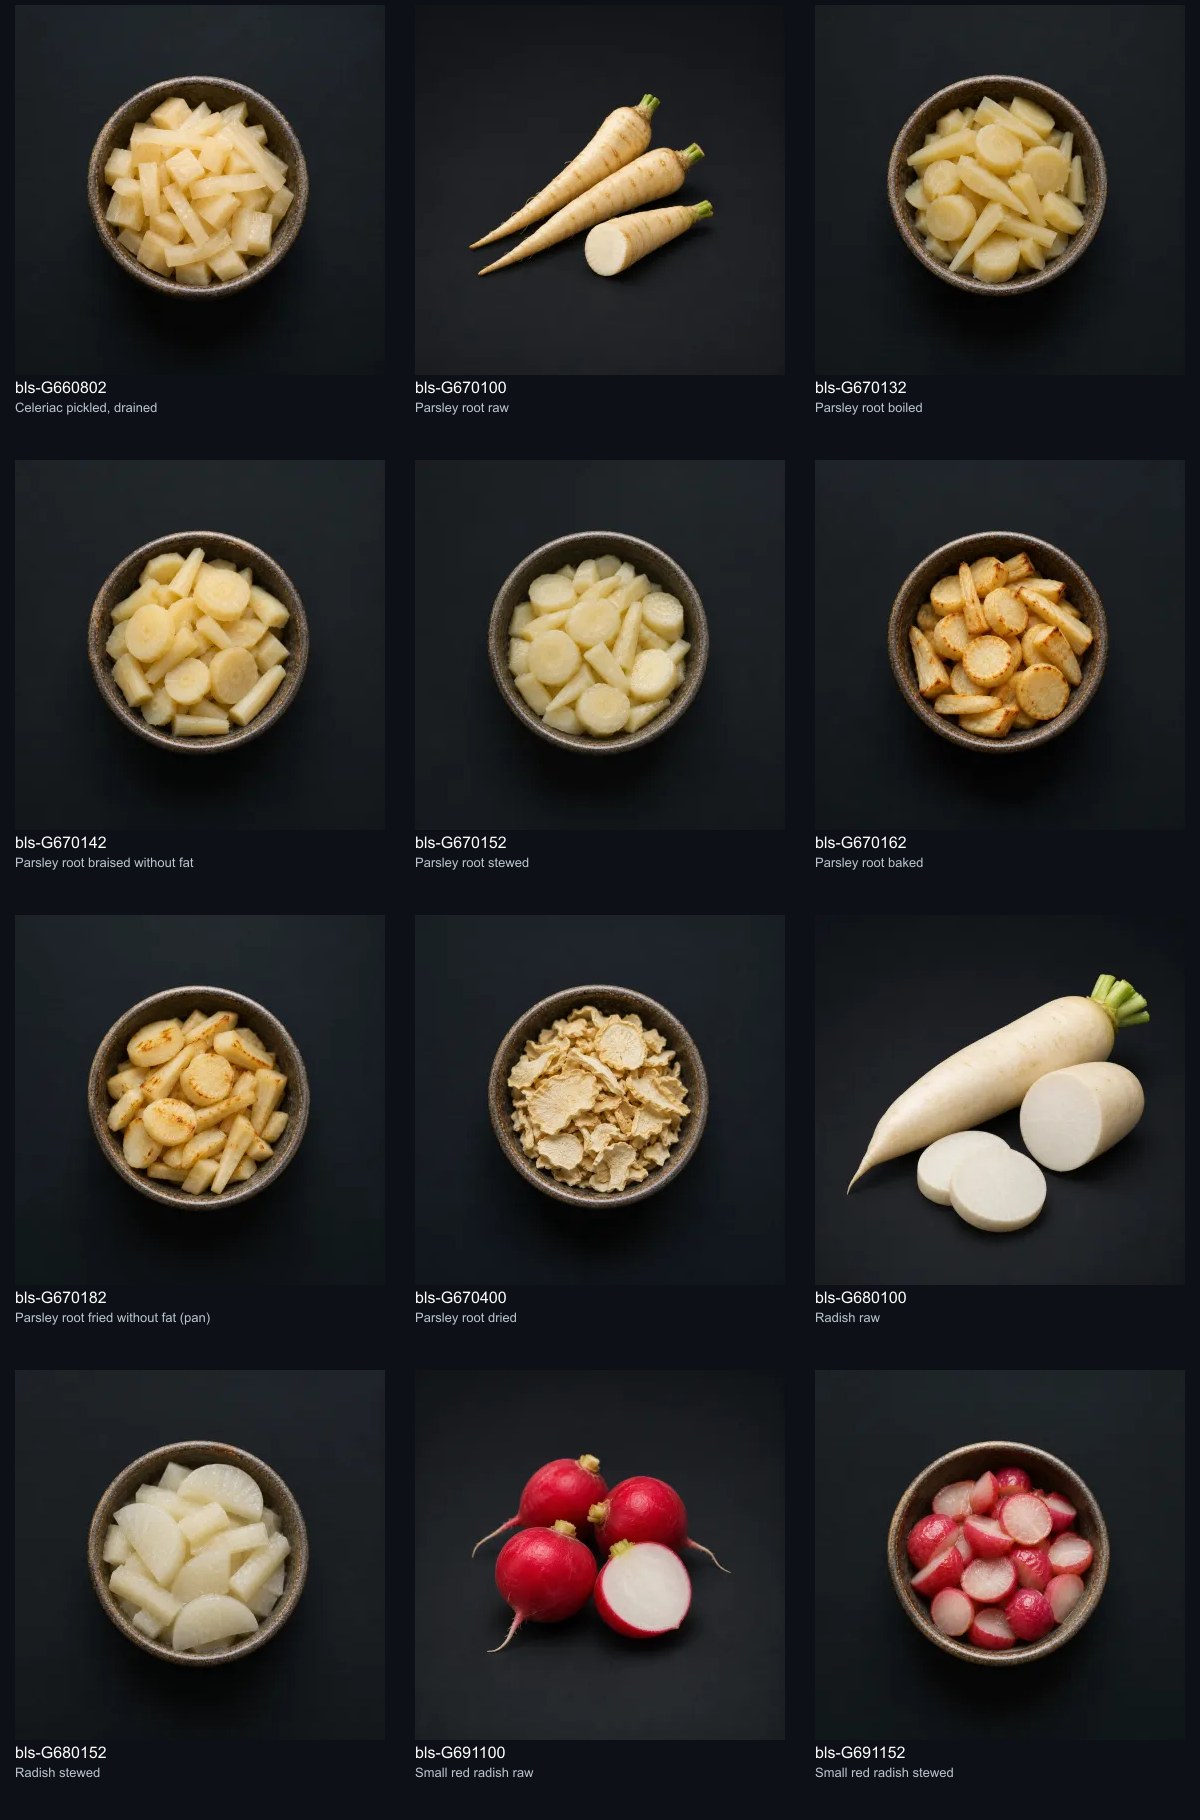 bls-G660802
Celeriac pickled, drained
bls-G670100
Parsley root raw
bls-G670132
Parsley root boiled
bls-G670142
Parsley root braised without fat
bls-G670152
Parsley root stewed
bls-G670162
Parsley root baked
bls-G670182
Parsley root fried without fat (pan)
bls-G670400
Parsley root dried
bls-G680100
Radish raw
bls-G680152
Radish stewed
bls-G691100
Small red radish raw
bls-G691152
Small red radish stewed